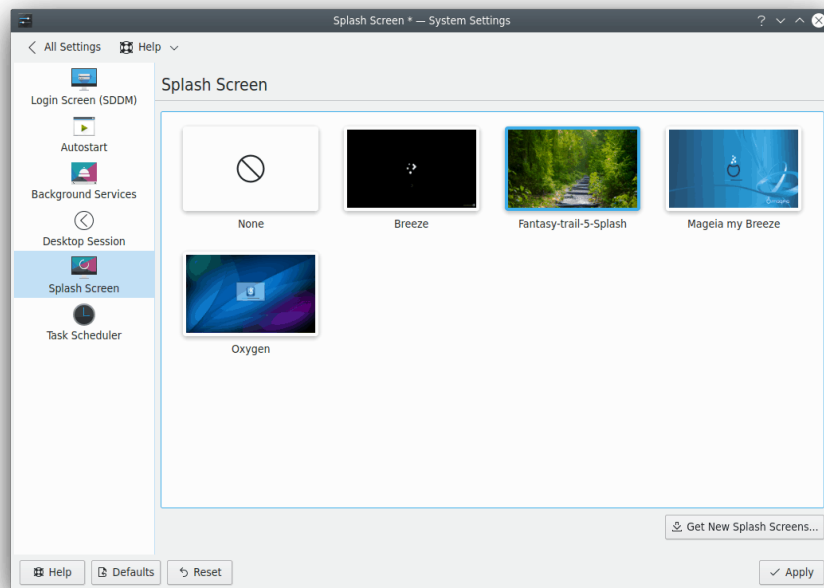 Splash Screen * — System Settings
All Settings
Help
Splash Screen
Login Screen (SDDM)
Autostart
Background Services
Desktop Session
Splash Screen
Task Scheduler
None
Breeze
Fantasy-trail-5-Splash
Mageia my Breeze
Oxygen
Get New Splash Screens...
Help
Defaults
Reset
Apply